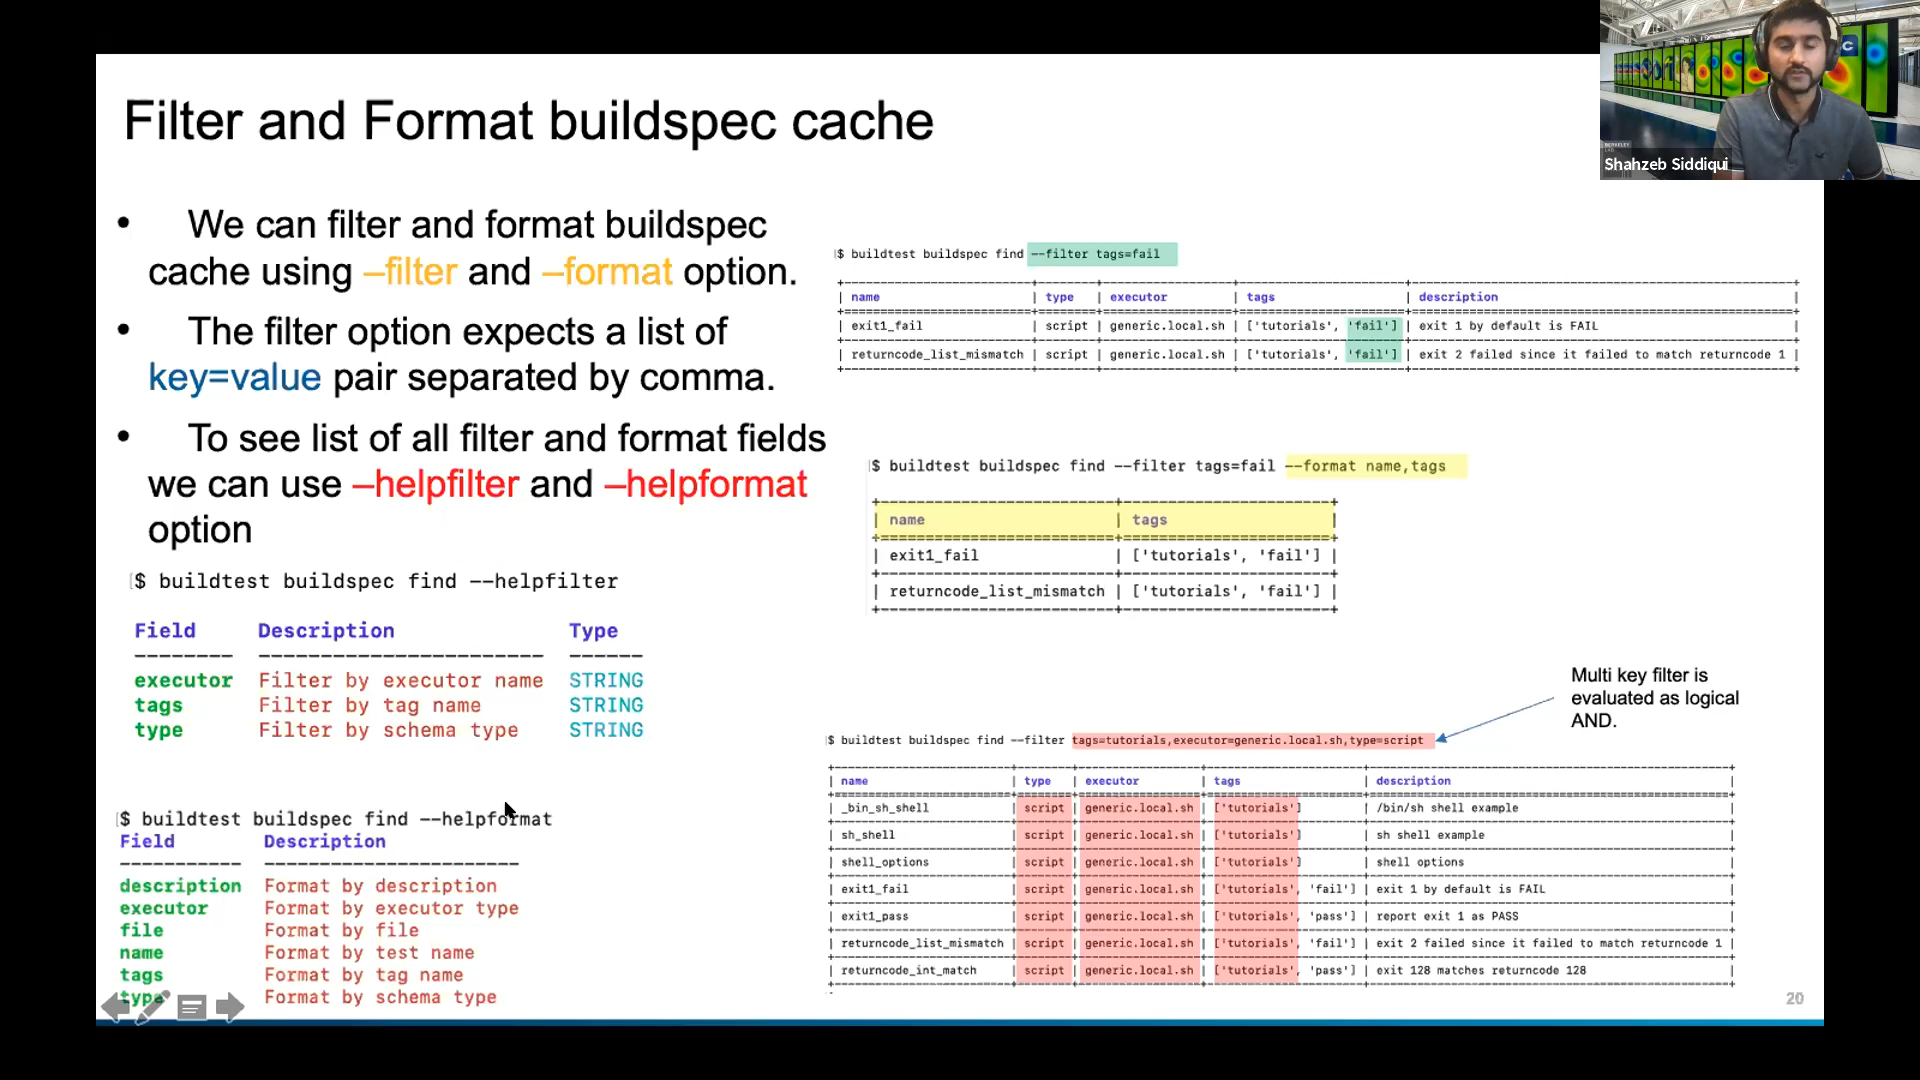 Filter and Format buildspec cache
• We can filter and format buildspec
cache using –filter and –format option.
• The filter option expects a list of
key=value pair separated by comma.
• To see list of all filter and format fields
we can use –helpfilter and –helpformat
option
$ buildtest buildspec find --helpfilter
Field Description Type
-------- ----------------------- ------
executor Filter by executor name STRING
tags Filter by tag name STRING
type Filter by schema type STRING
$ buildtest buildspec find --helpformat
Field Description
----------- ----------------------
description Format by description
executor Format by executor type
file Format by file
name Format by test name
tags Format by tag name
type Format by schema type
$ buildtest buildspec find --filter tags=fail
| name | type | executor | tags | description |
| exit1_fail | script | generic.local.sh | ['tutorials', 'fail'] | exit 1 by default is FAIL |
| returncode_list_mismatch | script | generic.local.sh | ['tutorials', 'fail'] | exit 2 failed since it failed to match returncode 1 |
$ buildtest buildspec find --filter tags=fail --format name,tags
| name | tags |
| exit1_fail | ['tutorials', 'fail'] |
| returncode_list_mismatch | ['tutorials', 'fail'] |
Multi key filter is
evaluated as logical
AND.
$ buildtest buildspec find --filter tags=tutorials,executor=generic.local.sh,type=script
| name | type | executor | tags | description |
| _bin_sh_shell | script | generic.local.sh | ['tutorials'] | /bin/sh shell example |
| sh_shell | script | generic.local.sh | ['tutorials'] | sh shell example |
| shell_options | script | generic.local.sh | ['tutorials'] | shell options |
| exit1_fail | script | generic.local.sh | ['tutorials', 'fail'] | exit 1 by default is FAIL |
| exit1_pass | script | generic.local.sh | ['tutorials', 'pass'] | report exit 1 as PASS |
| returncode_list_mismatch | script | generic.local.sh | ['tutorials', 'fail'] | exit 2 failed since it failed to match returncode 1 |
| returncode_int_match | script | generic.local.sh | ['tutorials', 'pass'] | exit 128 matches returncode 128 |
20
Shahzeb Siddiqui